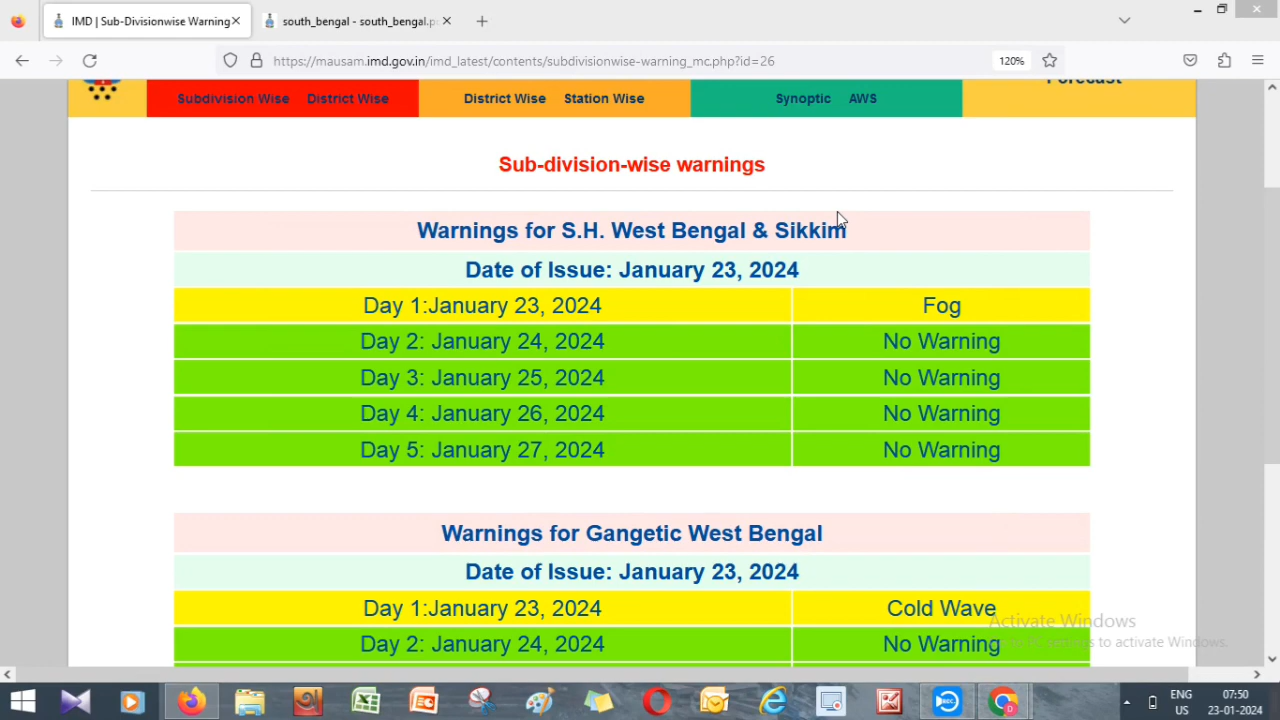 IMD | Sub-Divisionwise Warning
south_bengal - south_bengal.p
https://mausam.imd.gov.in/imd_latest/contents/subdivisionwise-warning_mc.php?id=26
120%
Forecast
Subdivision Wise District Wise
District Wise Station Wise
Synoptic AWS
Sub-division-wise warnings
Warnings for S.H. West Bengal & Sikkim
Date of Issue: January 23, 2024
Day 1:January 23, 2024 Fog
Day 2: January 24, 2024 No Warning
Day 3: January 25, 2024 No Warning
Day 4: January 26, 2024 No Warning
Day 5: January 27, 2024 No Warning
Warnings for Gangetic West Bengal
Date of Issue: January 23, 2024
Day 1:January 23, 2024 Cold Wave
Activate Windows
Day 2: January 24, 2024 No Warning
settings to activate Windows.
REC
ENG
US
07:50
23-01-2024